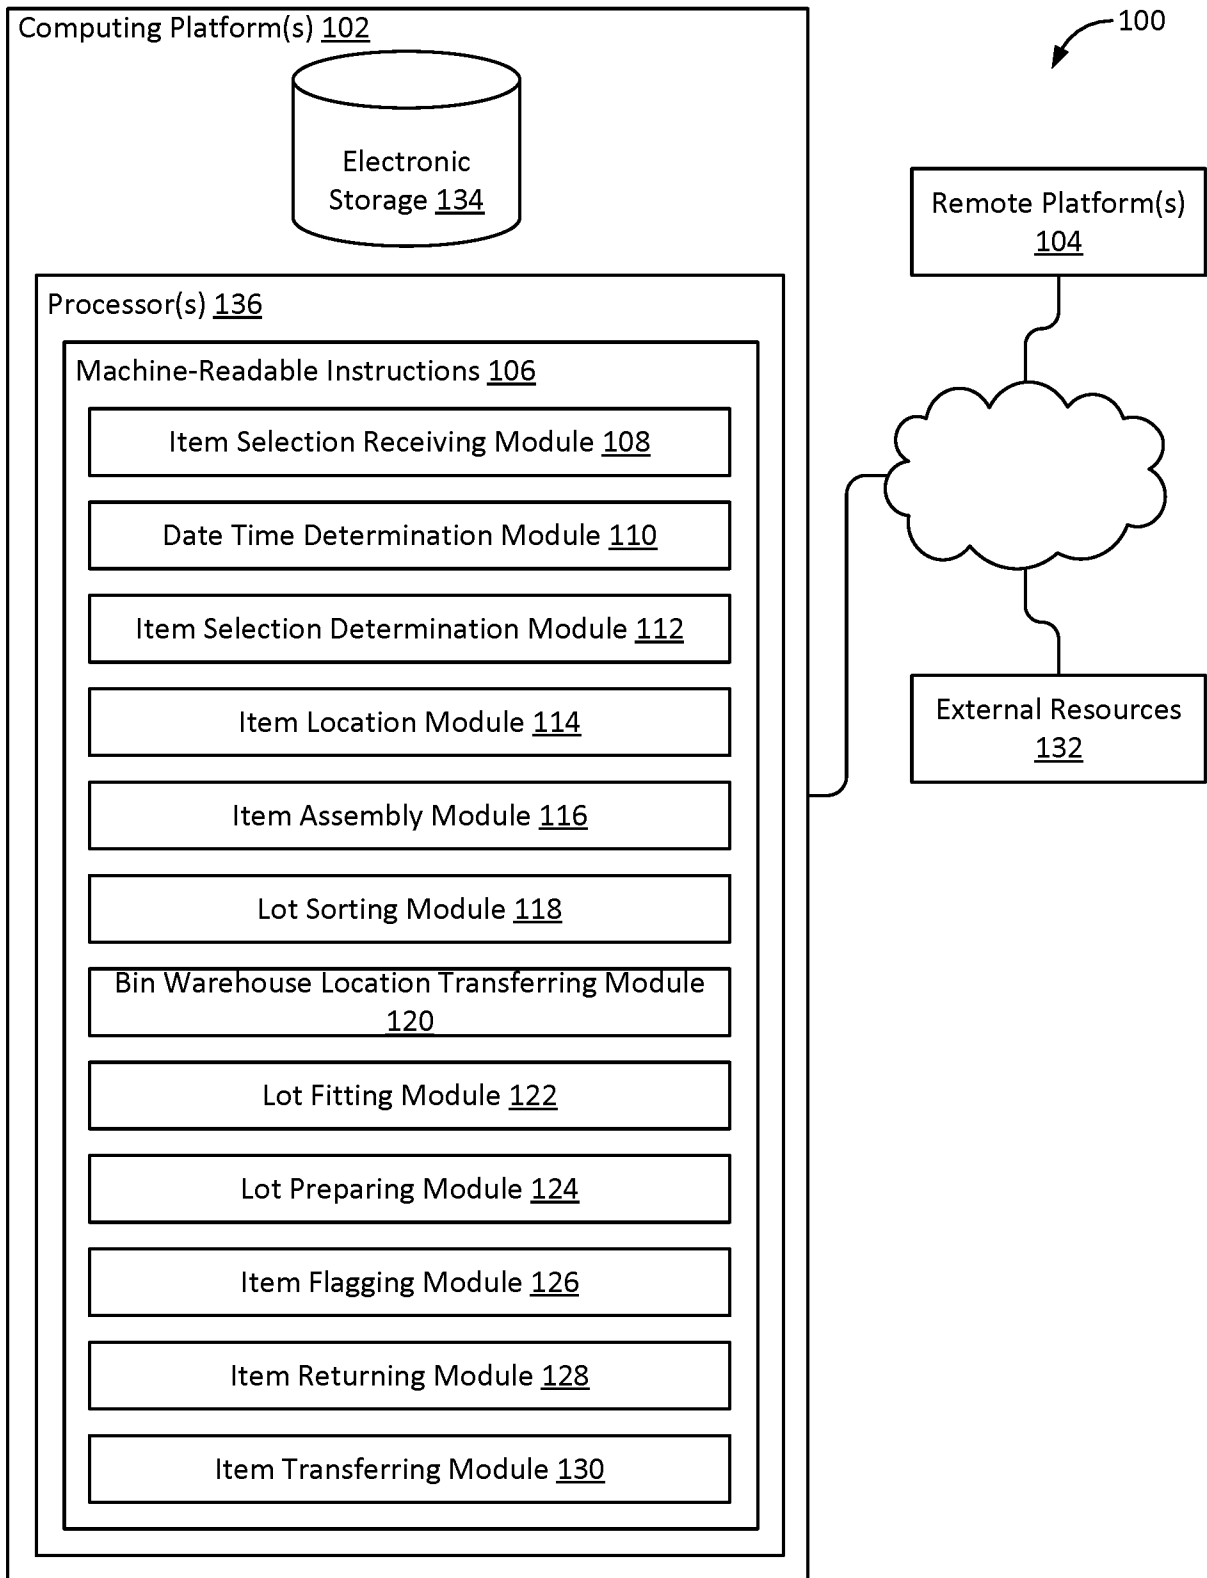 Computing Platform(s) 102
100
Electronic
Storage 134
Remote Platform(s)
104
Processor(s) 136
Machine-Readable Instructions 106
Item Selection Receiving Module 108
Date Time Determination Module 110
Item Selection Determination Module 112
Item Location Module 114
External Resources
132
Item Assembly Module 116
Lot Sorting Module 118
Bin Warehouse Location Transferring Module
120
Lot Fitting Module 122
Lot Preparing Module 124
Item Flagging Module 126
Item Returning Module 128
Item Transferring Module 130